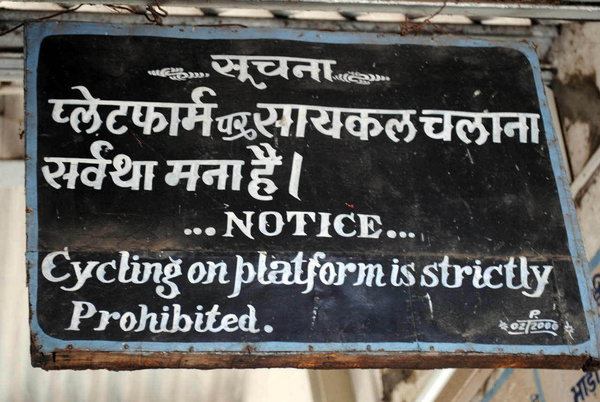 सूचना
प्लेटफार्म पर सायकल चलाना
सर्वथा मना है।
...NOTICE...
Cycling on platform is strictly
Prohibited.
P.